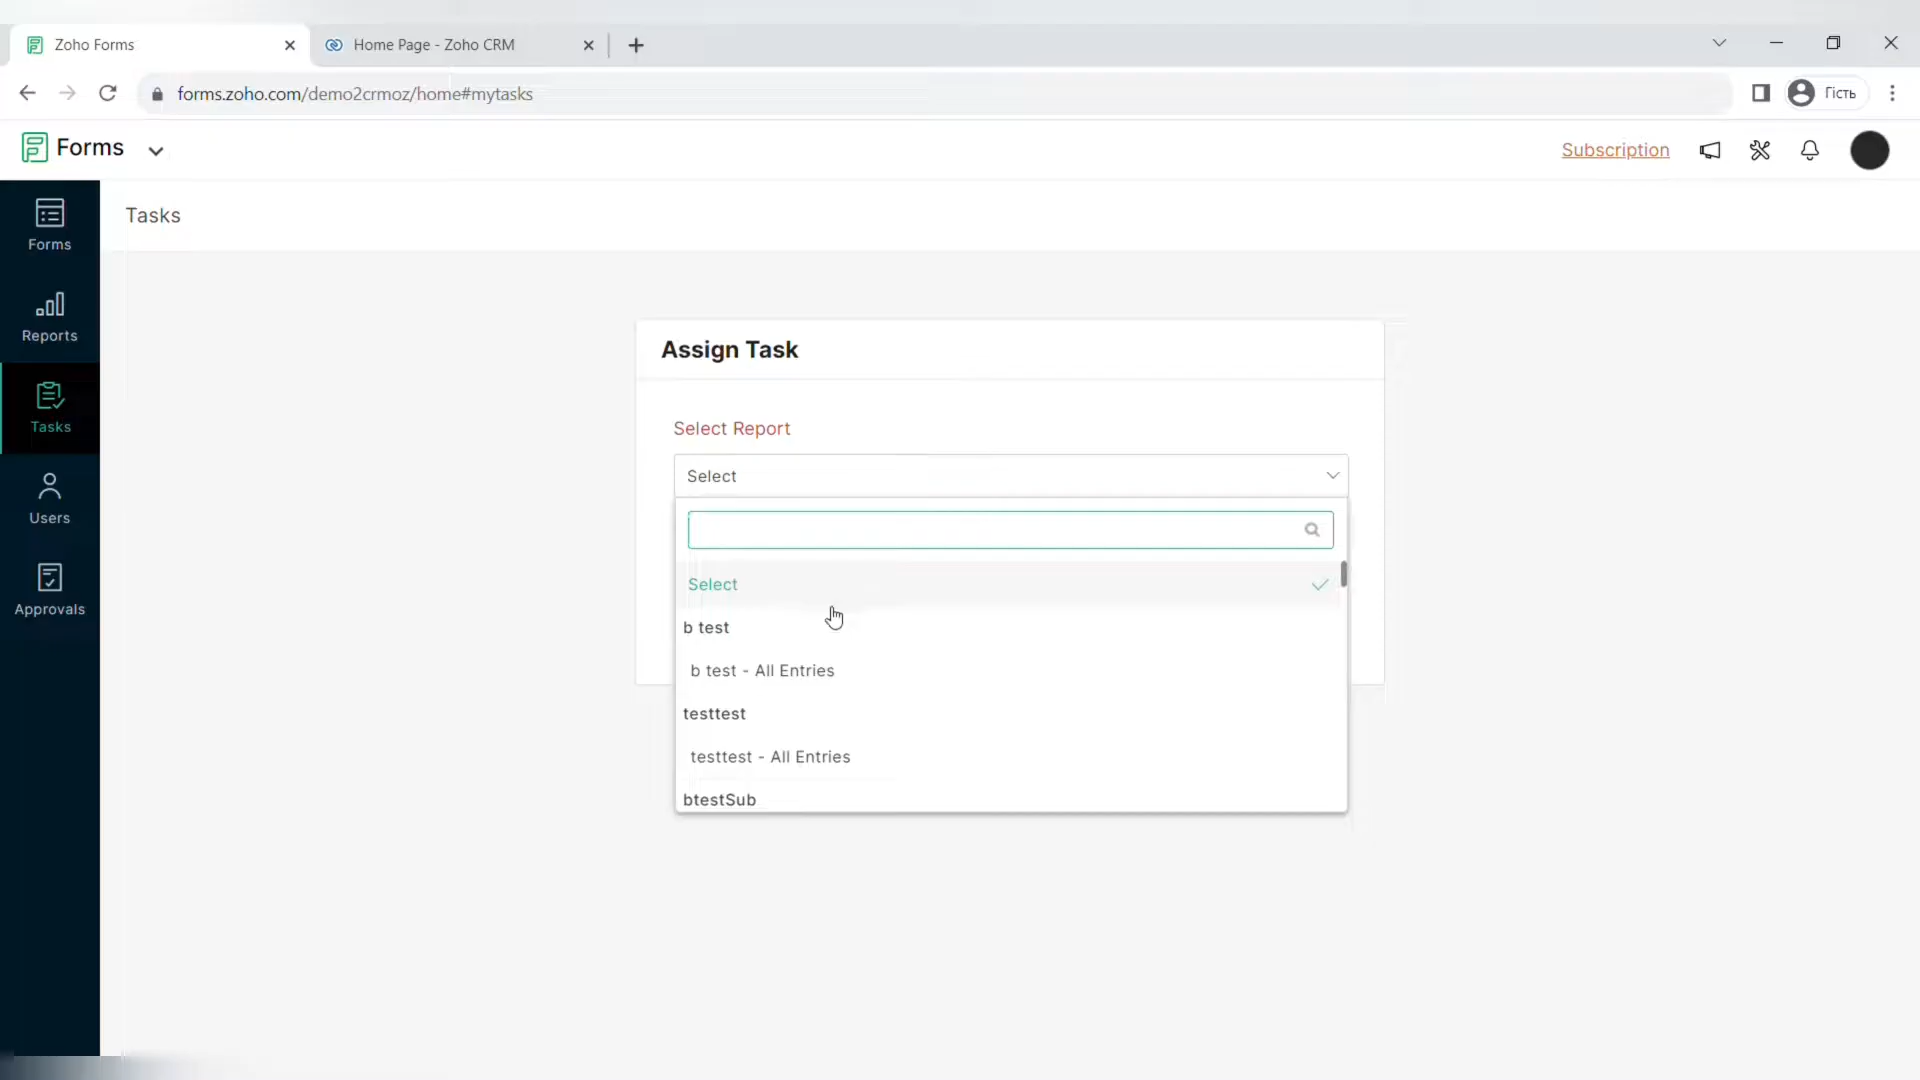 Zoho Forms
Home Page - Zoho CRM
forms.zoho.com/demo2crmoz/home#mytasks
Гість
Forms
Subscription
Forms
Reports
Tasks
Users
Approvals
Tasks
Assign Task
Select Report
Select
Select
b test
b test - All Entries
testtest
testtest - All Entries
btestSub